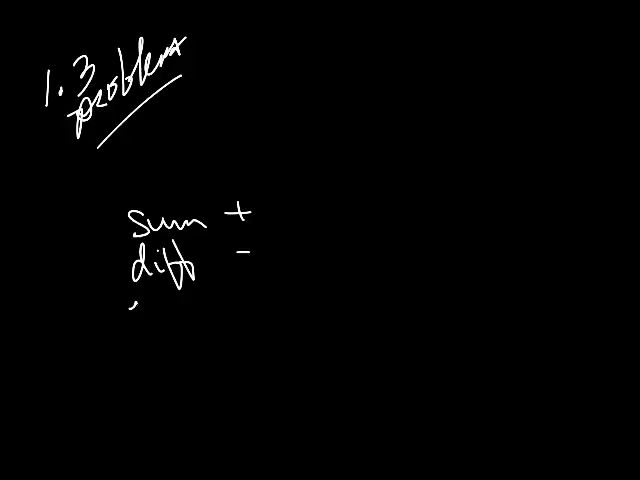 1.3
problem
sum +
diff -